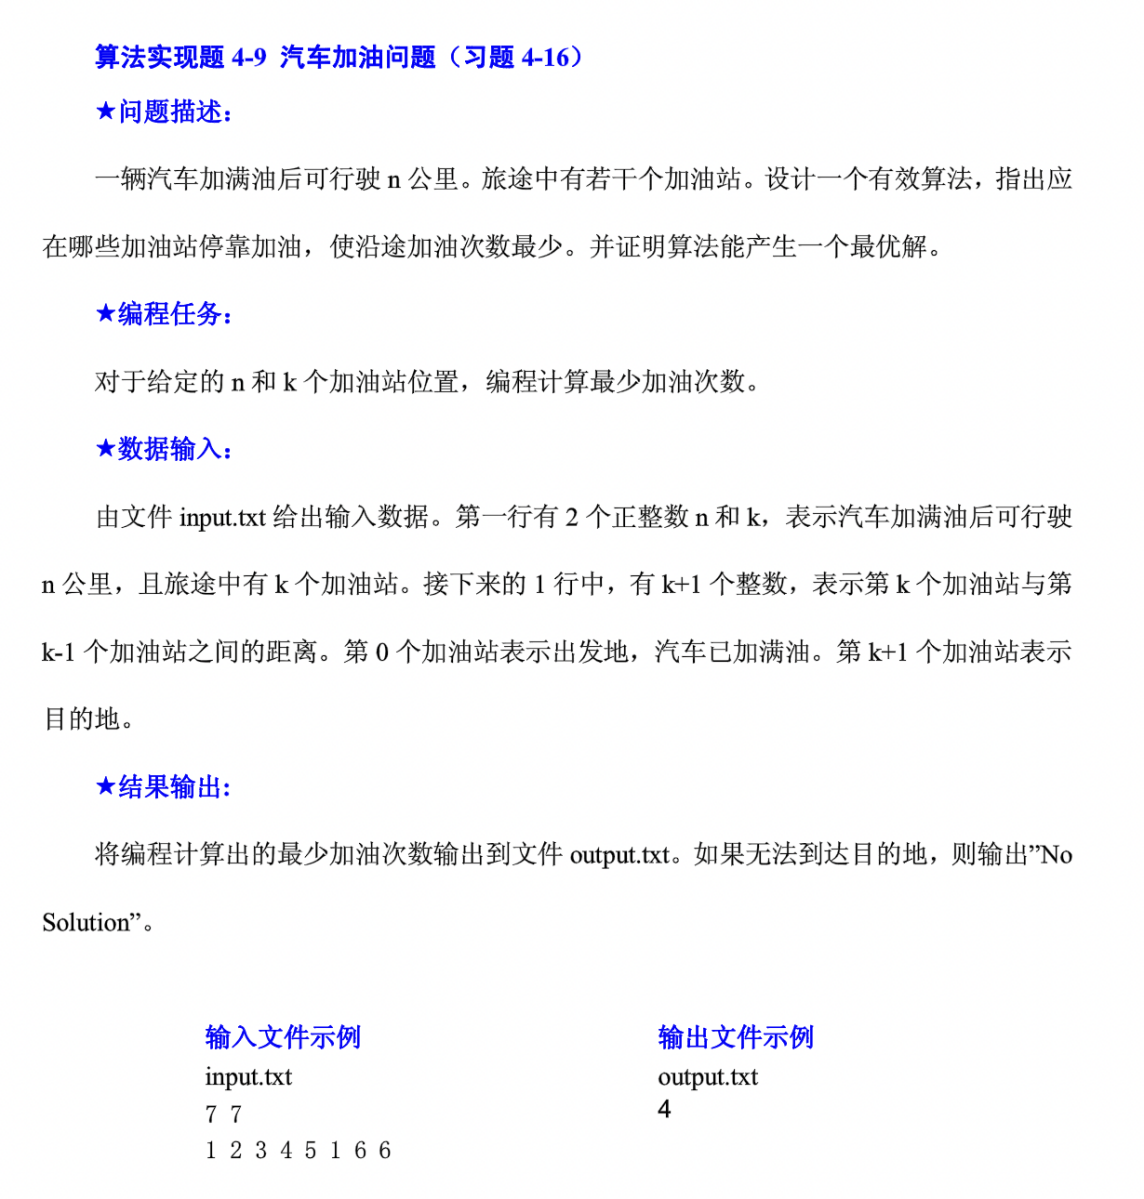 算法实现题 4-9 汽车加油问题（习题 4-16）
★问题描述：
一辆汽车加满油后可行驶 n 公里。旅途中有若干个加油站。设计一个有效算法，指出应
在哪些加油站停靠加油，使沿途加油次数最少。并证明算法能产生一个最优解。
★编程任务：
对于给定的 n 和 k 个加油站位置，编程计算最少加油次数。
★数据输入：
由文件 input.txt 给出输入数据。第一行有 2 个正整数 n 和 k，表示汽车加满油后可行驶
n 公里，且旅途中有 k 个加油站。接下来的 1 行中，有 k+1 个整数，表示第 k 个加油站与第
k-1 个加油站之间的距离。第 0 个加油站表示出发地，汽车已加满油。第 k+1 个加油站表示
目的地。
★结果输出:
将编程计算出的最少加油次数输出到文件 output.txt。如果无法到达目的地，则输出”No
Solution”。
输入文件示例 输出文件示例
input.txt output.txt
7 7 4
1 2 3 4 5 1 6 6